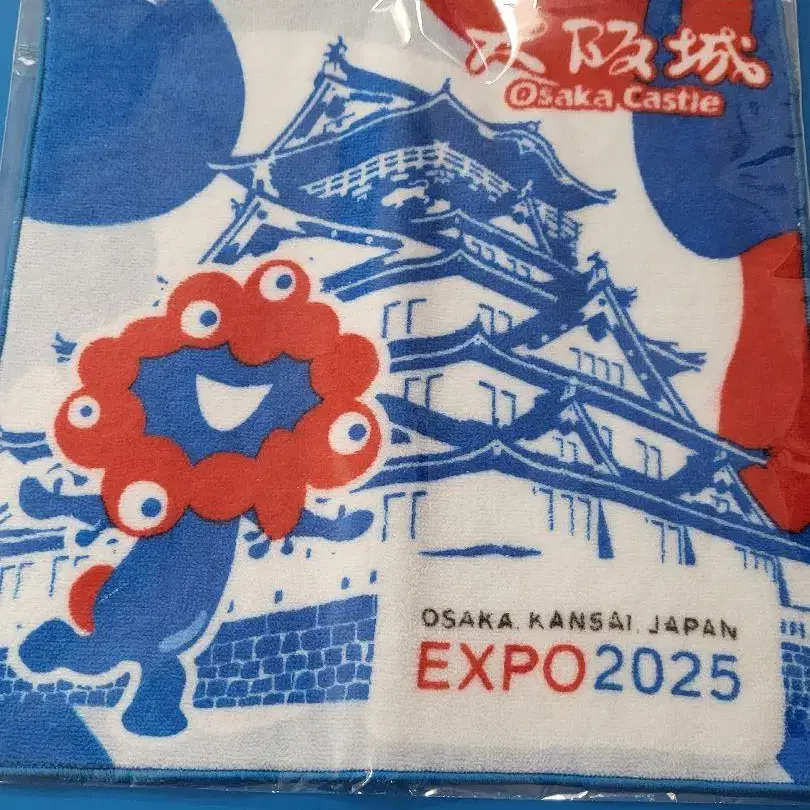 大阪城
Osaka Castle
OSAKA, KANSAI, JAPAN
EXPO2025